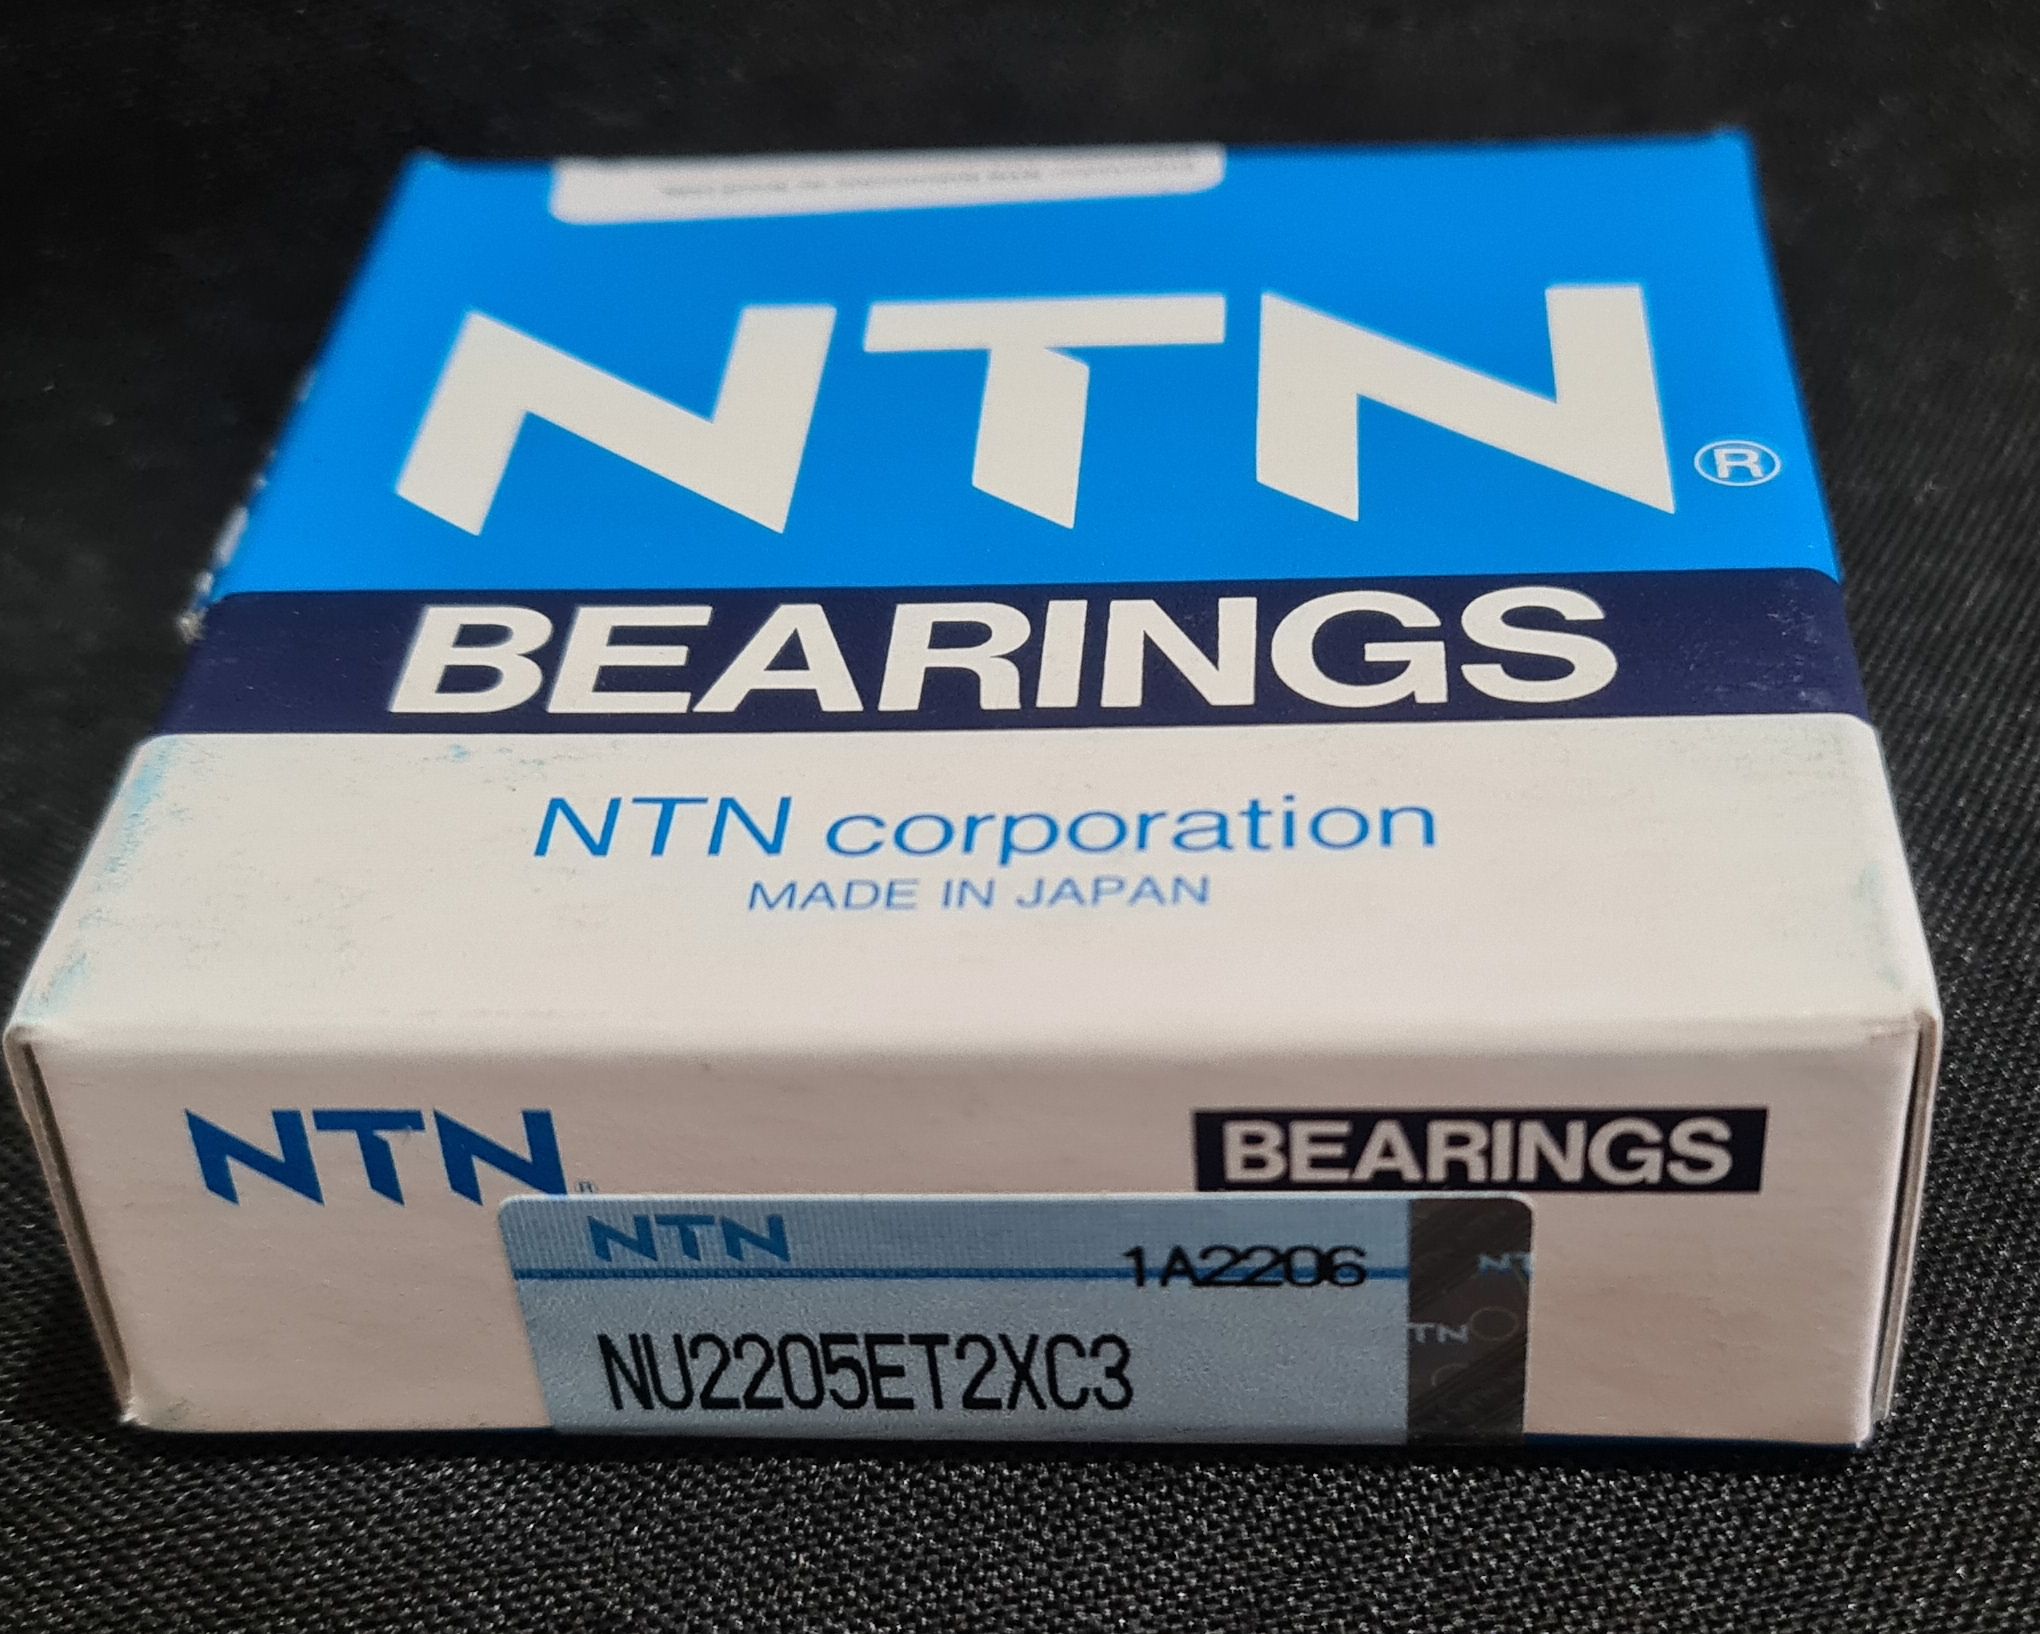 NTN®
BEARINGS
NTN corporation
MADE IN JAPAN
NTN®
BEARINGS
NTN
1A2206
NU2205ET2XC3